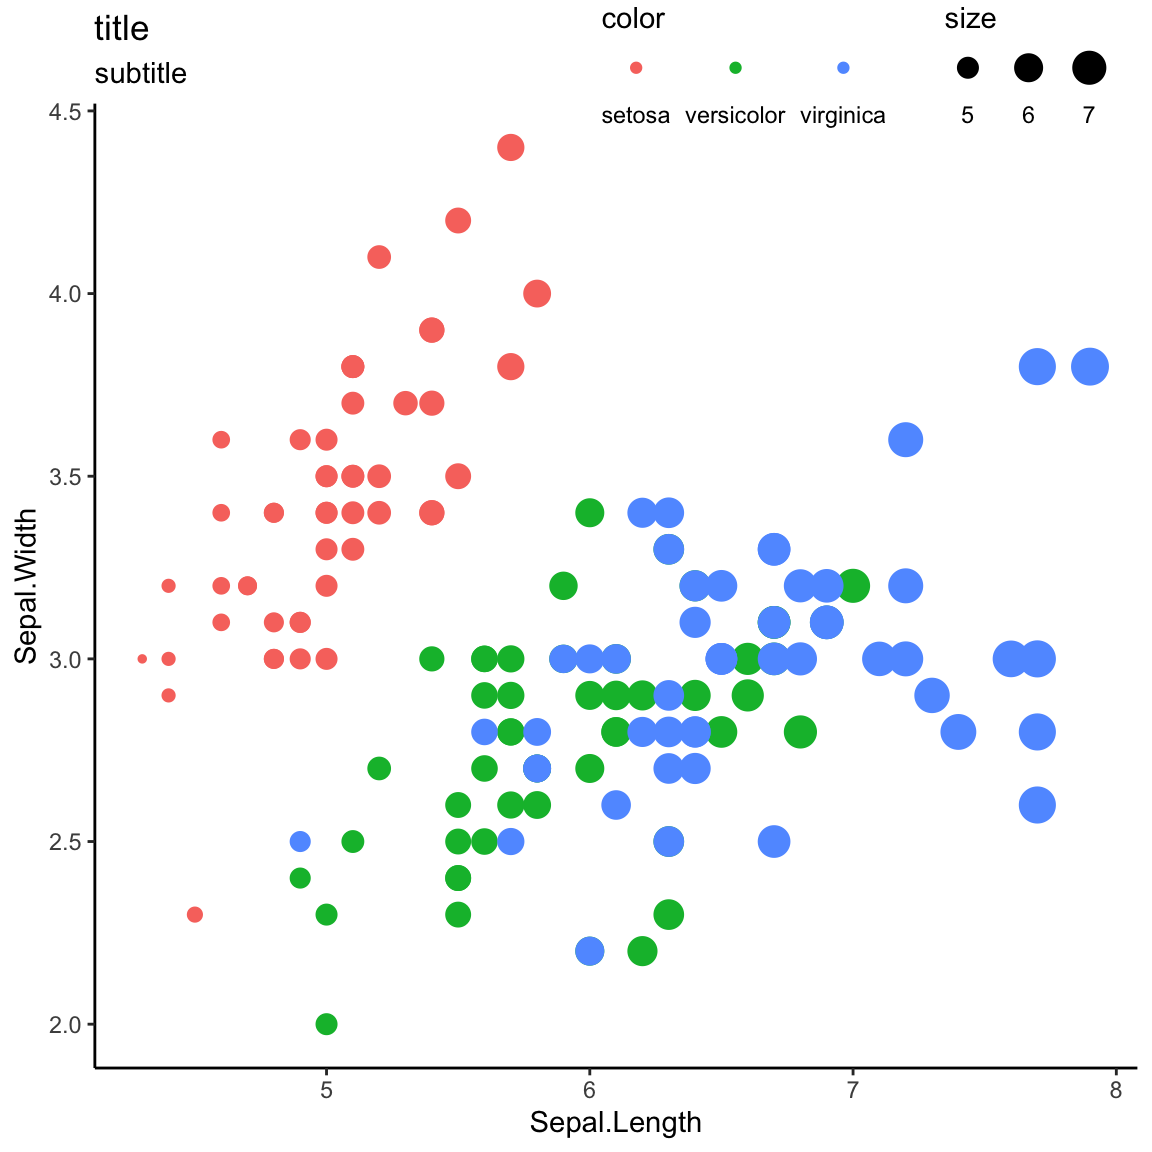 title
subtitle
color
setosa versicolor virginica
size
5 6 7
4.5
4.0
3.5
3.0
2.5
2.0
Sepal.Width
5 6 7 8
Sepal.Length